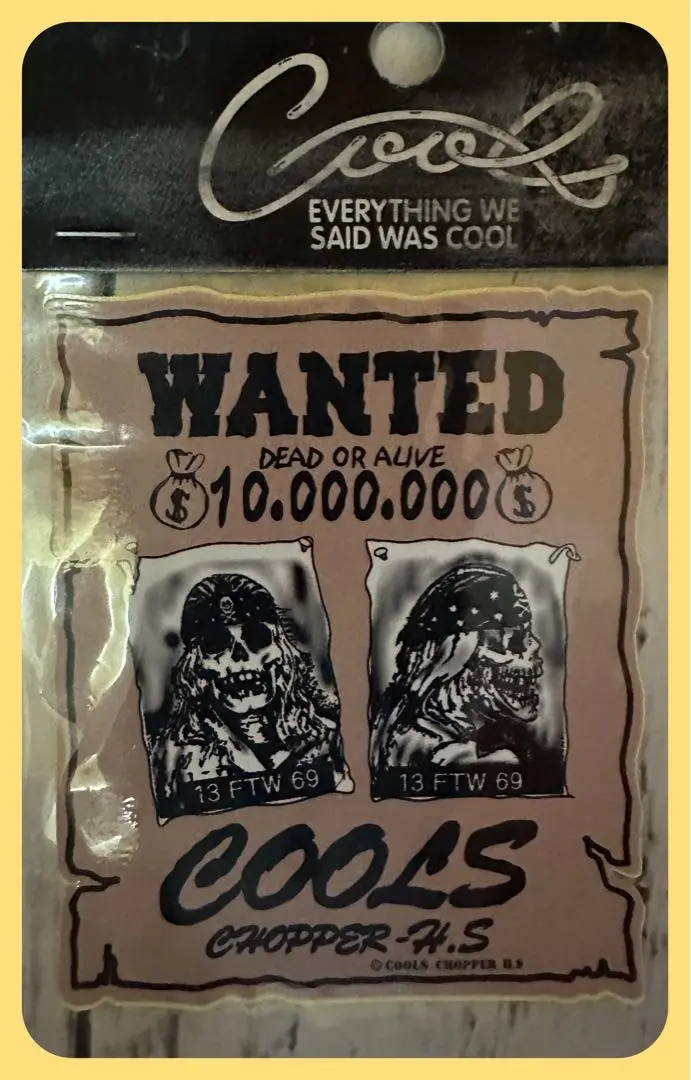 Cools
EVERYTHING WE
SAID WAS COOL
WANTED
DEAD OR ALIVE
$10.000.000$
13 FTW 69
13 FTW 69
COOLS
CHOPPER-H.S
©COOLS CHOPPER H.S